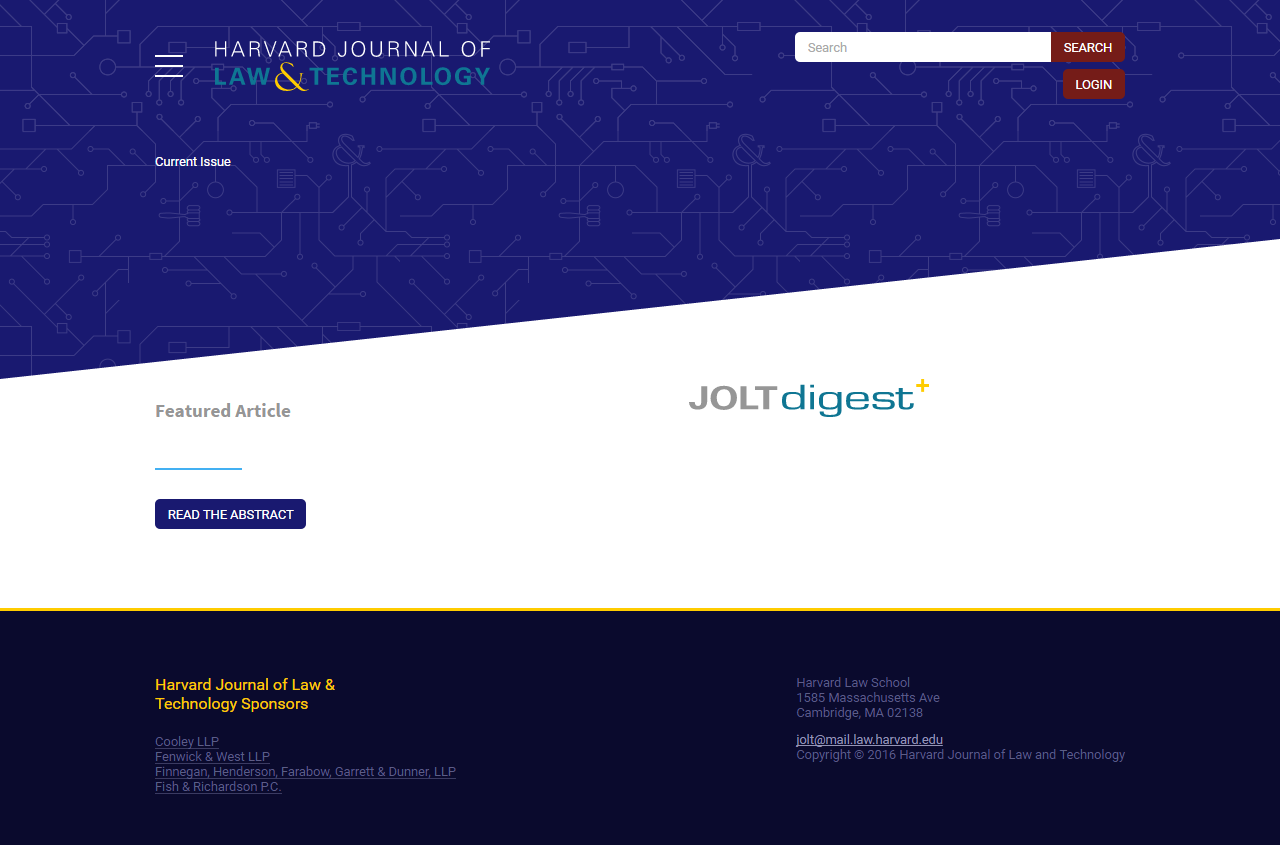 HARVARD JOURNAL OF
LAW & TECHNOLOGY
Search
SEARCH
LOGIN
Current Issue
Featured Article
READ THE ABSTRACT
JOLTdigest+
Harvard Journal of Law &
Technology Sponsors
Cooley LLP
Fenwick & West LLP
Finnegan, Henderson, Farabow, Garrett & Dunner, LLP
Fish & Richardson P.C.
Harvard Law School
1585 Massachusetts Ave
Cambridge, MA 02138
jolt@mail.law.harvard.edu
Copyright © 2016 Harvard Journal of Law and Technology